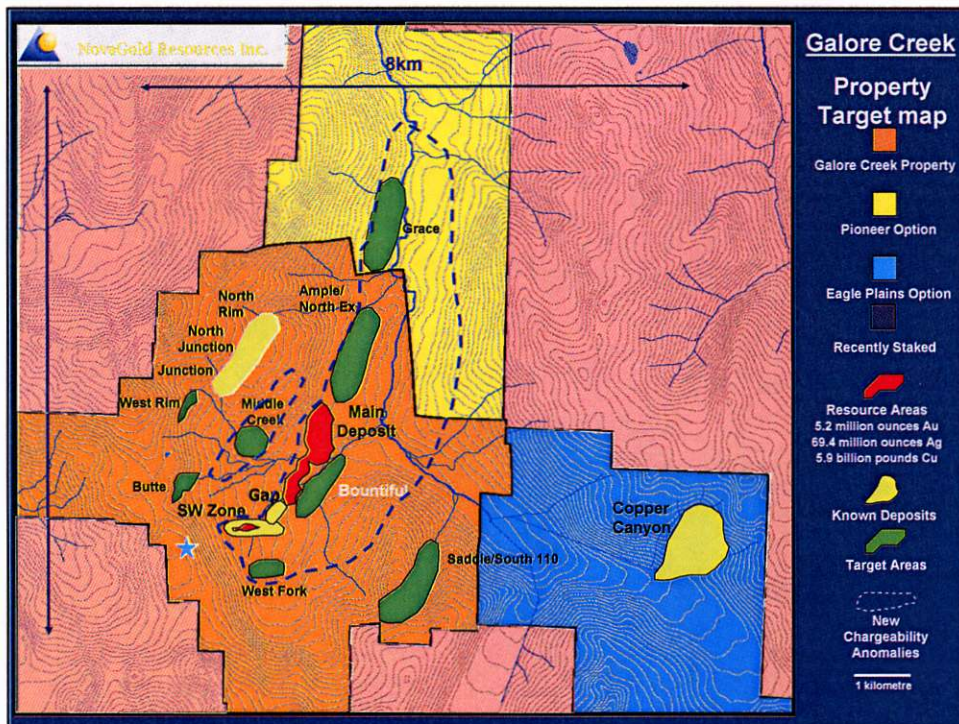 NovaGold Resources Inc.
8km
Grace
North
Rim
Ample/
North-Ex
North
Junction
Junction
West Rim
Middle
Creek
Main
Deposit
Butte
Gap
Bountiful
SW Zone
Copper
Canyon
Saddle/South 110
West Fork
Galore Creek
Property
Target map
Galore Creek Property
Pioneer Option
Eagle Plains Option
Recently Staked
Resource Areas
5.2 million ounces Au
69.4 million ounces Ag
5.9 billion pounds Cu
Known Deposits
Target Areas
New
Chargeability
Anomalies
1 kilometre